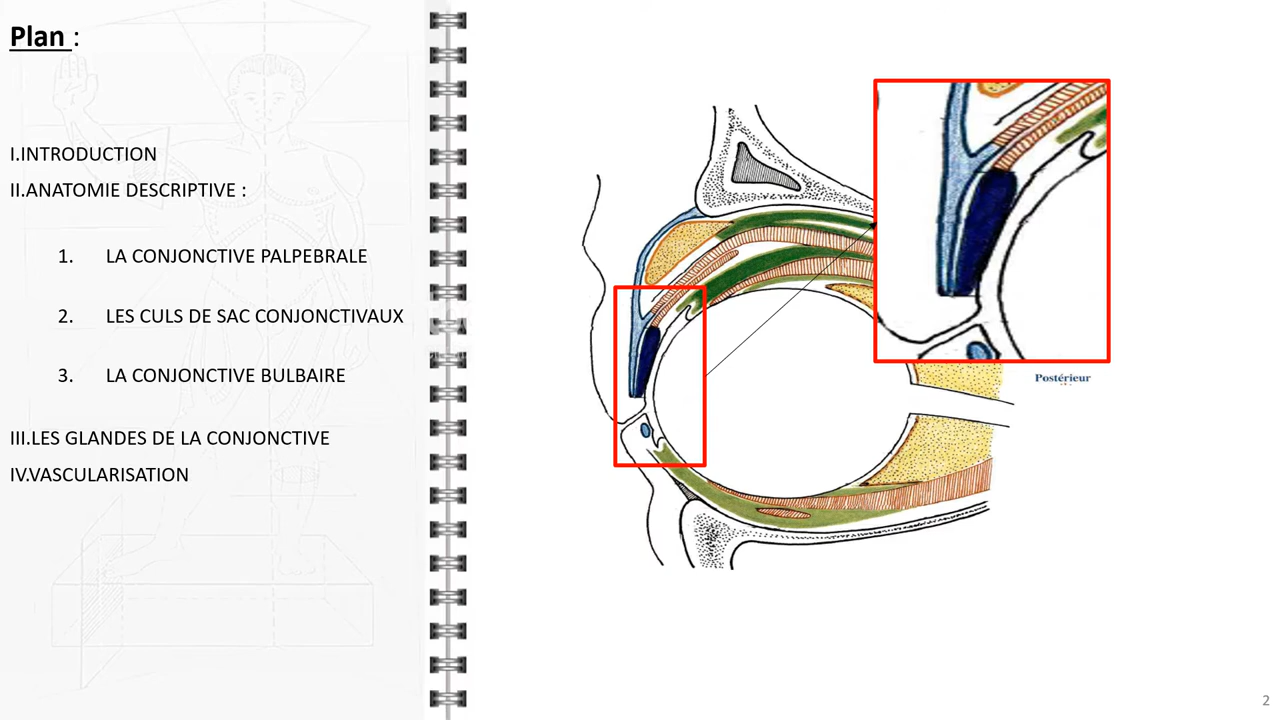 Plan :
I.INTRODUCTION
II.ANATOMIE DESCRIPTIVE :
1. LA CONJONCTIVE PALPEBRALE
2. LES CULS DE SAC CONJONCTIVAUX
3. LA CONJONCTIVE BULBAIRE
III.LES GLANDES DE LA CONJONCTIVE
IV.VASCULARISATION
Postérieur
2